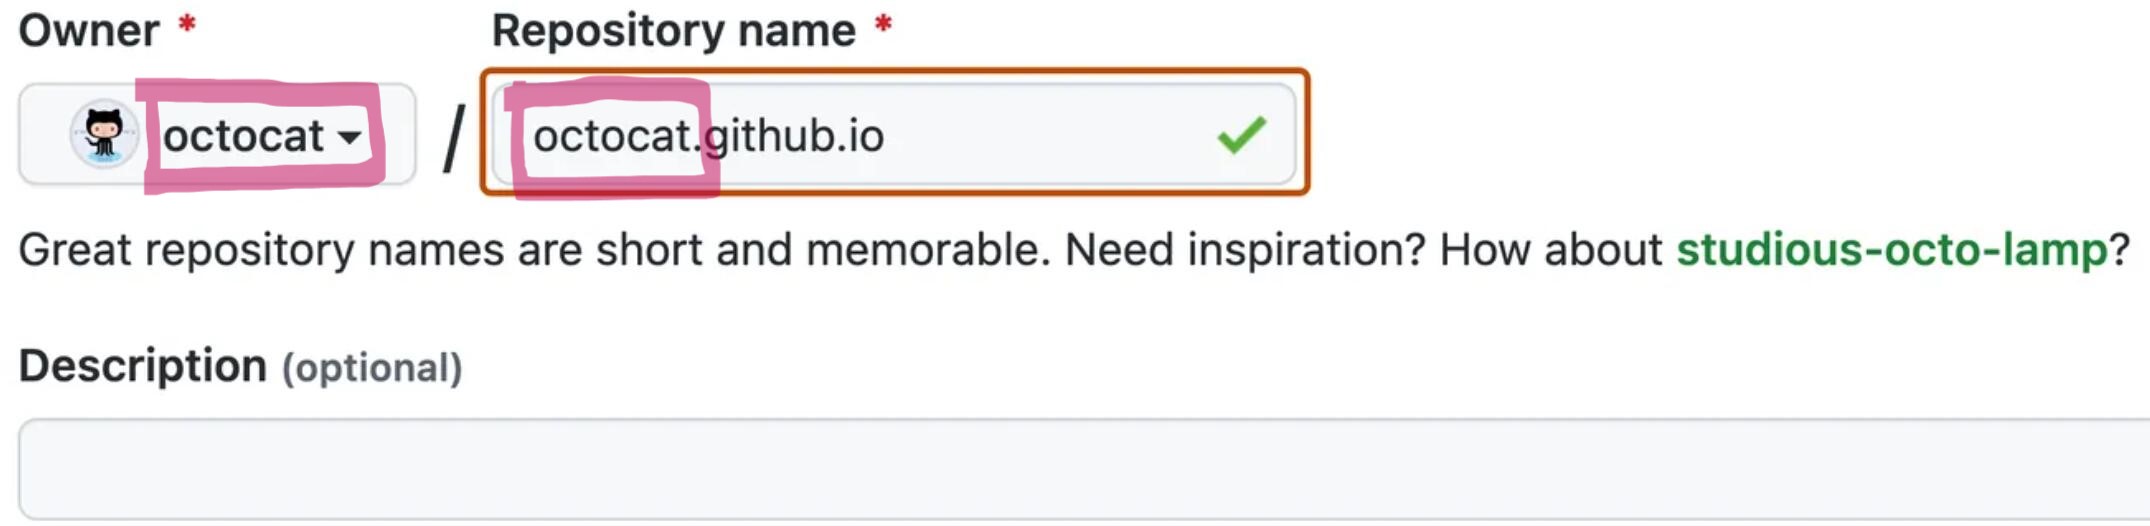 Owner * Repository name *
octocat / octocat.github.io
Great repository names are short and memorable. Need inspiration? How about studious-octo-lamp?
Description (optional)